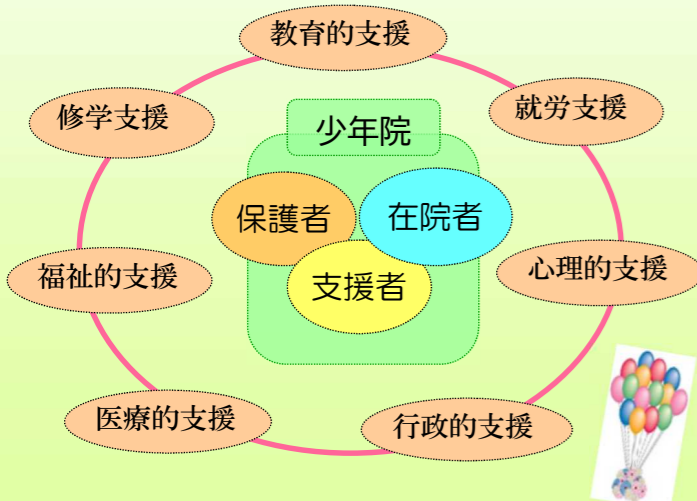 教育的支援
修学支援
就労支援
少年院
保護者
在院者
支援者
福祉的支援
心理的支援
医療的支援
行政的支援